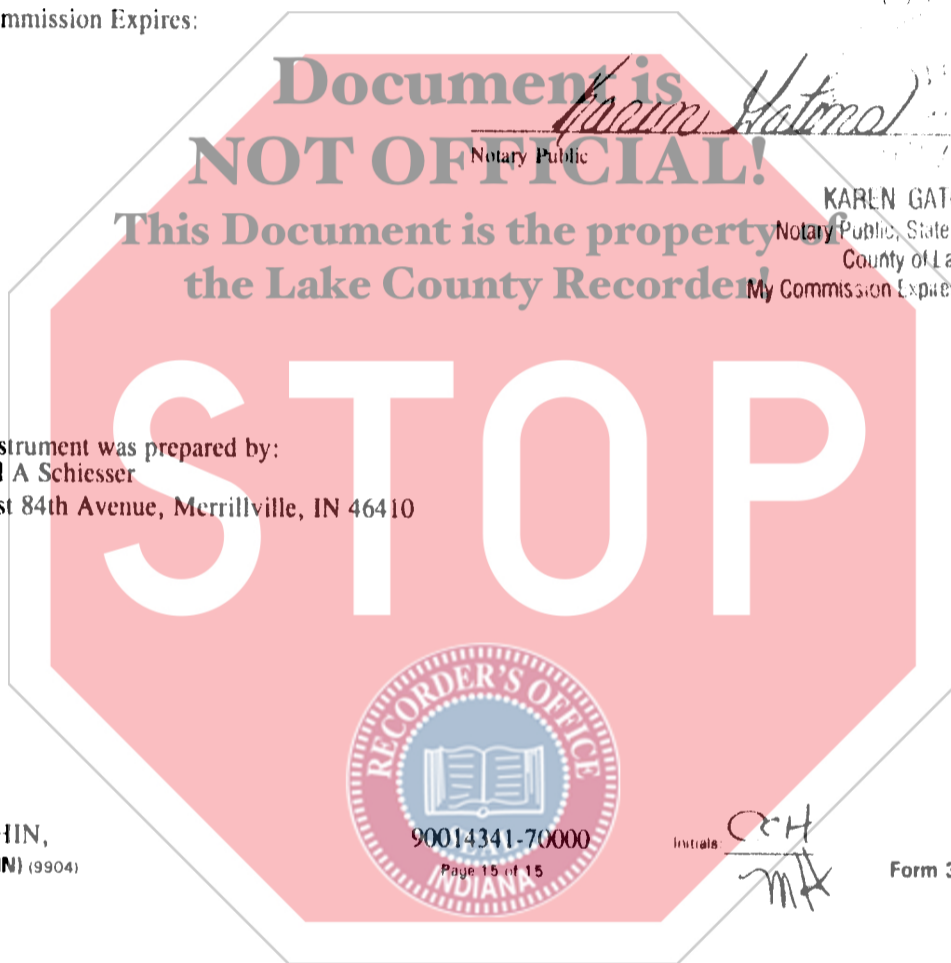 mmission Expires:
Document is
NOT OFFICIAL!
Notary Public
KAREN GAT
This Document is the property of
Notary Public, State
County of La
the Lake County Recorder!
My Commission Expire
STOP
strument was prepared by:
A Schiesser
st 84th Avenue, Merrillville, IN 46410
RECORDER'S OFFICE
HIN,
90014341-70000
Initials:
N) (9904)
SEAL
Page 15 of 15
Form 3
INDIANA